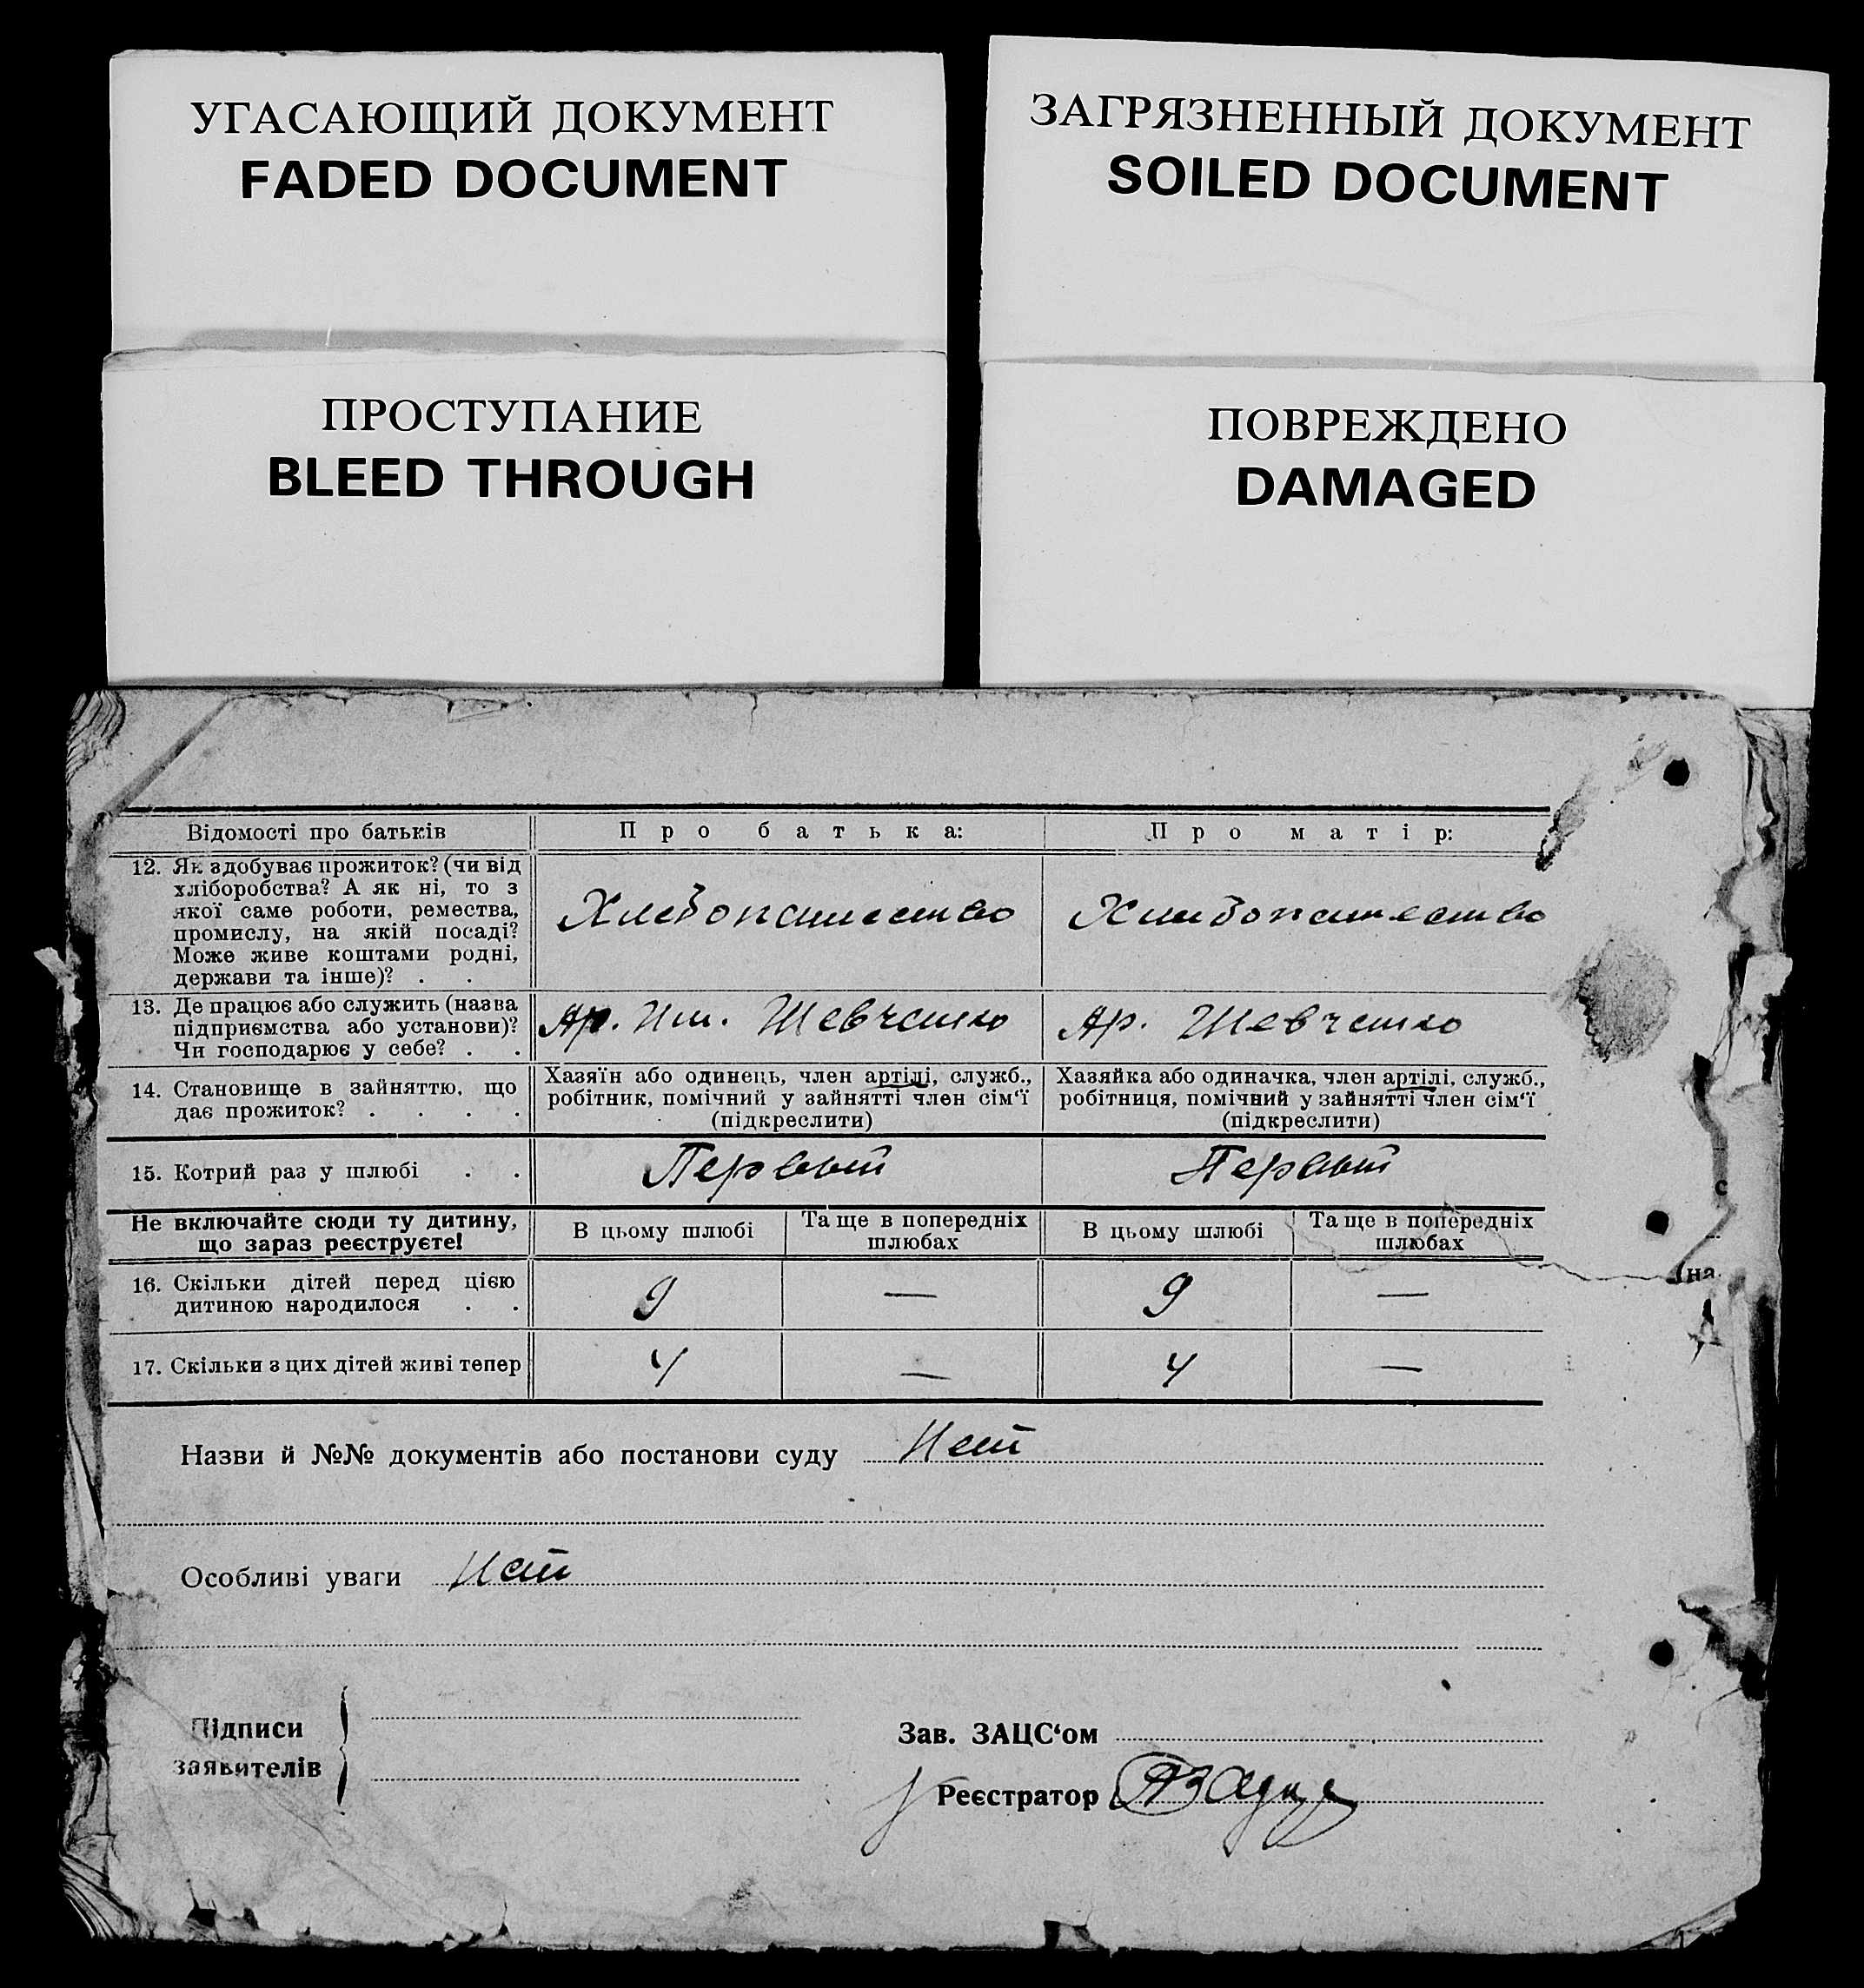 УГАСАЮЩИЙ ДОКУМЕНТ
FADED DOCUMENT
ЗАГРЯЗНЕННЫЙ ДОКУМЕНТ
SOILED DOCUMENT
ПРОСТУПАНИЕ
BLEED THROUGH
ПОВРЕЖДЕНО
DAMAGED
Відомості про батьків
Про батька:
Про матір:
12. Як здобуває прожиток? (чи від
хліборобства? А як ні, то з
якої саме роботи, ремества,
промислу, на якій посаді?
Може живе коштами родні,
держави та інше)? . .
Хлебопашество
Хлибопашество
13. Де працює або служить (назва
підприємства або установи)?
Чи господарює у себе? . .
Ар. Им. Шевченко
Ар. Шевченко
14. Становище в зайняттю, що
дає прожиток? . . . .
Хазяїн або одинець, член артілі, служб.,
робітник, помічний у зайнятті член сім‘ї
(підкреслити)
Хазяйка або одиначка, член артілі, служб.,
робітниця, помічний у зайнятті член сім‘ї
(підкреслити)
15. Котрий раз у шлюбі . .
Первый
Первый
Не включайте сюди ту дитину,
що зараз реєструєте!
В цьому шлюбі
Та ще в попередніх
шлюбах
В цьому шлюбі
Та ще в попередніх
шлюбах
16. Скільки дітей перед цією
дитиною народилося . .
9
—
9
—
17. Скільки з цих дітей живі тепер
4
—
4
—
Назви й №№ документів або постанови суду Нет
Особливі уваги Нет
Підписи
заявителів
Зав. ЗАЦС‘ом
Реєстратор
на